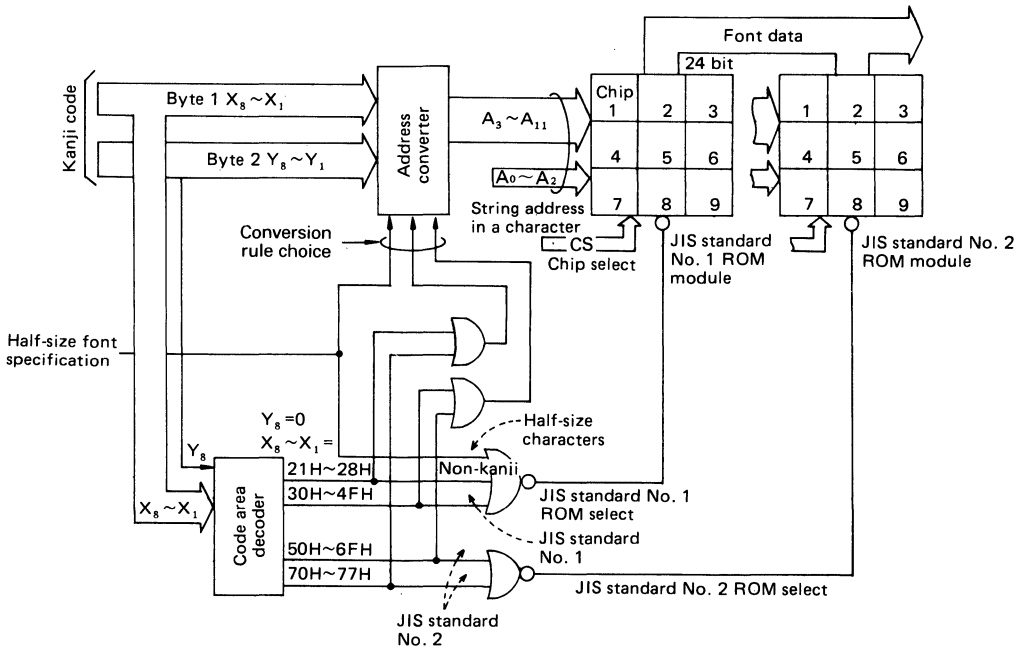 Font data
24 bit
Kanji code
Byte 1 X₈~X₁
Byte 2 Y₈~Y₁
Address
converter
A₃~A₁₁
A₀~A₂
String address
in a character
CS
Chip select
Chip
1 2 3
4 5 6
7 8 9
1 2 3
4 5 6
7 8 9
JIS standard
No. 1 ROM
module
JIS standard No. 2
ROM module
Conversion
rule choice
Half-size font
specification
Y₈=0
X₈~X₁=
Y₈
X₈~X₁
Code area
decoder
21H~28H
30H~4FH
50H~6FH
70H~77H
Half-size
characters
Non-kanji
JIS standard No. 1
ROM select
JIS standard
No. 1
JIS standard No. 2 ROM select
JIS standard
No. 2